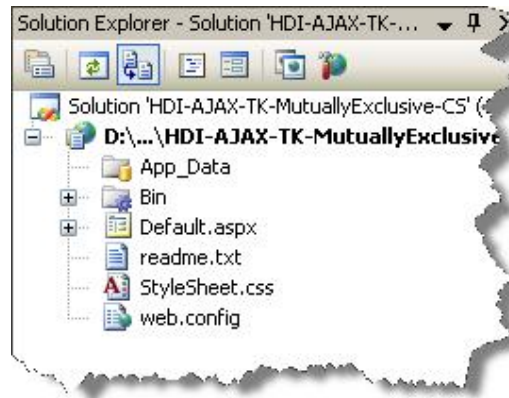 Solution Explorer - Solution 'HDI-AJAX-TK-...
Solution 'HDI-AJAX-TK-MutuallyExclusive-CS' (
D:\...\HDI-AJAX-TK-MutuallyExclusive
App_Data
Bin
Default.aspx
readme.txt
StyleSheet.css
web.config